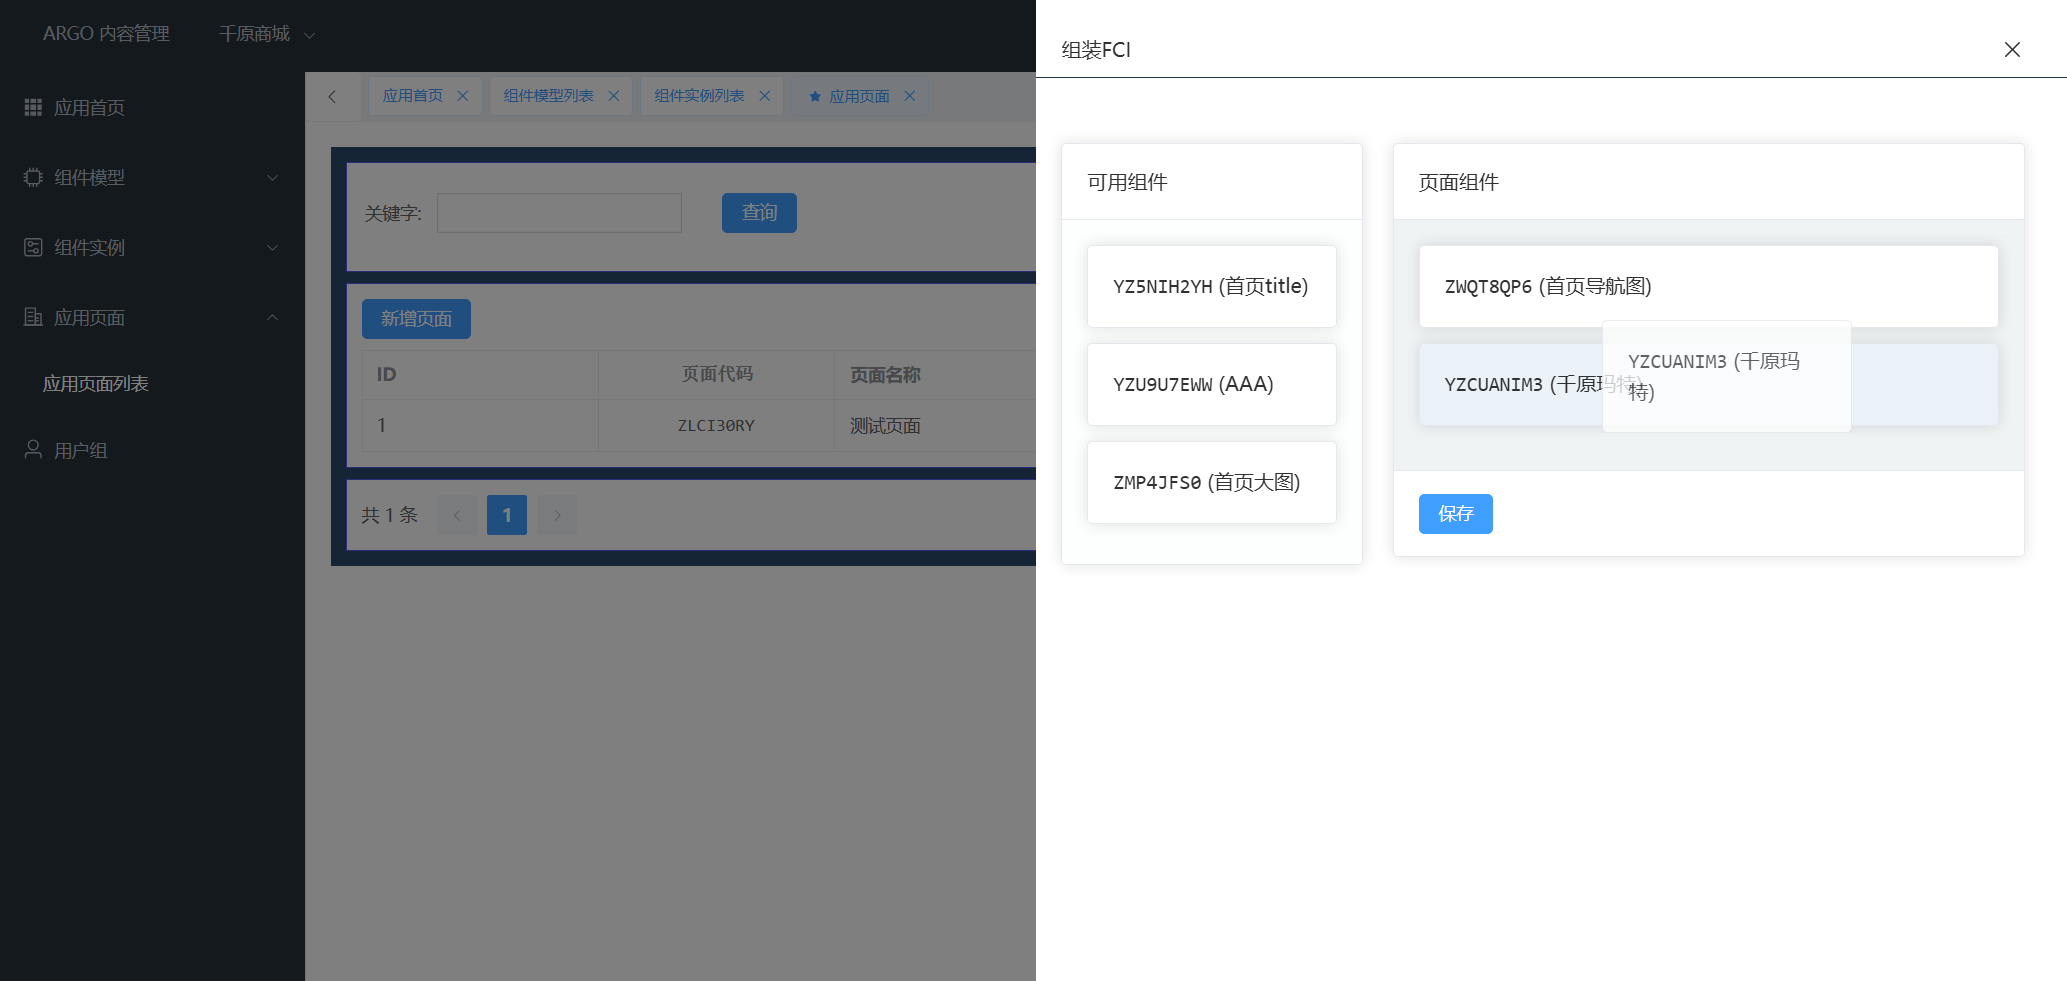 ARGO 内容管理
千原商城
应用首页
组件模型
组件实例
应用页面
应用页面列表
用户组
应用首页
组件模型列表
组件实例列表
应用页面
关键字:
查询
新增页面
ID
页面代码
页面名称
1
ZLCI30RY
测试页面
共 1 条
1
组装FCI
可用组件
YZ5NIH2YH (首页title)
YZU9U7EWW (AAA)
ZMP4JFS0 (首页大图)
页面组件
ZWQT8QP6 (首页导航图)
YZCUANIM3 (千原玛特)
YZCUANIM3 (千原玛
特)
保存